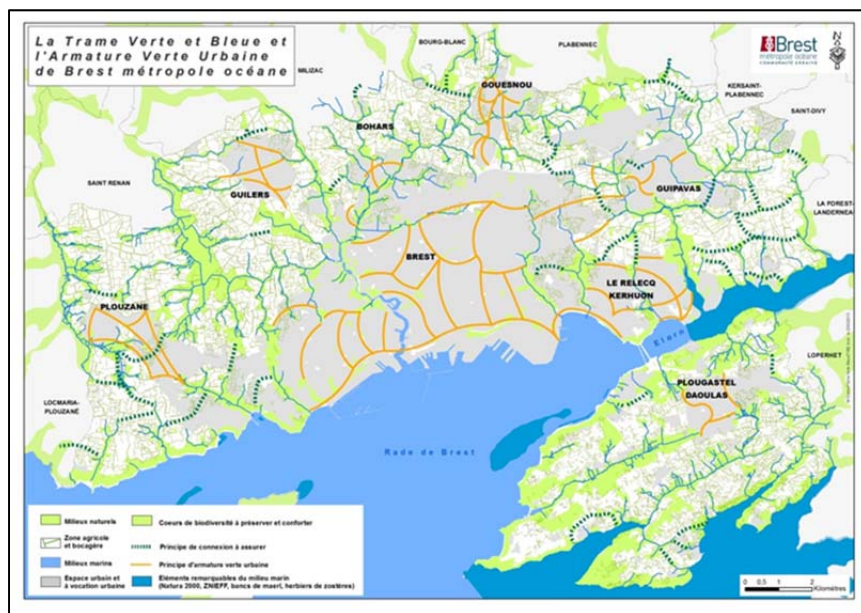 La Trame Verte et Bleue et
l'Armature Verte Urbaine
de Brest métropole océane
BOURG-BLANC
PLABENNEC
Brest
métropole océane
COMMUNAUTÉ URBAINE
N
MILIZAC
GOUESNOU
KERSAINT-
PLABENNEC
SAINT-DIVY
BOHARS
SAINT RENAN
GUILERS
GUIPAVAS
LA FOREST-
LANDERNEAU
BREST
PLOUZANE
LE RELECQ
KERHUON
Elorn
LOPERHET
PLOUGASTEL
DAOULAS
LOCMARIA-
PLOUZANÉ
Rade de Brest
Milieux naturels
Coeurs de biodiversité à préserver et conforter
Zone agricole
et bocagère
Principe de connexion à assurer
Milieux marins
Principe d'armature verte urbaine
Espace urbain et
à vocation urbaine
Eléments remarquables du milieu marin
(Natura 2000, ZNIEFF, bancs de maerl, herbiers de zostères)
0 0.5 1 2
Kilomètres